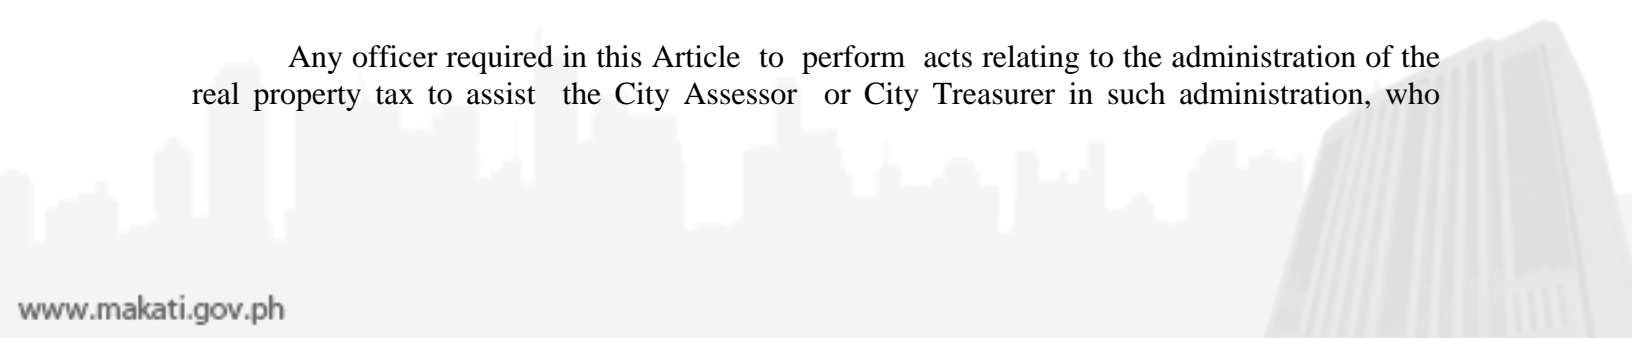 Any officer required in this Article to perform acts relating to the administration of the
real property tax to assist the City Assessor or City Treasurer in such administration, who
www.makati.gov.ph